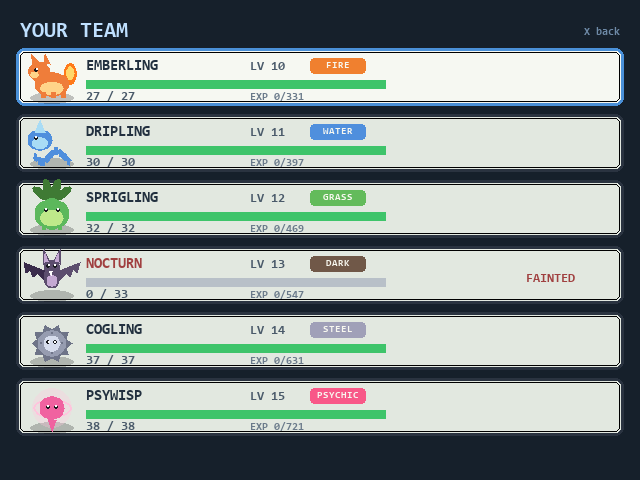 YOUR TEAM X back
EMBERLING LV 10 FIRE
27 / 27 EXP 0/331
DRIPLING LV 11 WATER
30 / 30 EXP 0/397
SPRIGLING LV 12 GRASS
32 / 32 EXP 0/469
NOCTURN LV 13 DARK
FAINTED
0 / 33 EXP 0/547
COGLING LV 14 STEEL
37 / 37 EXP 0/631
PSYWISP LV 15 PSYCHIC
38 / 38 EXP 0/721